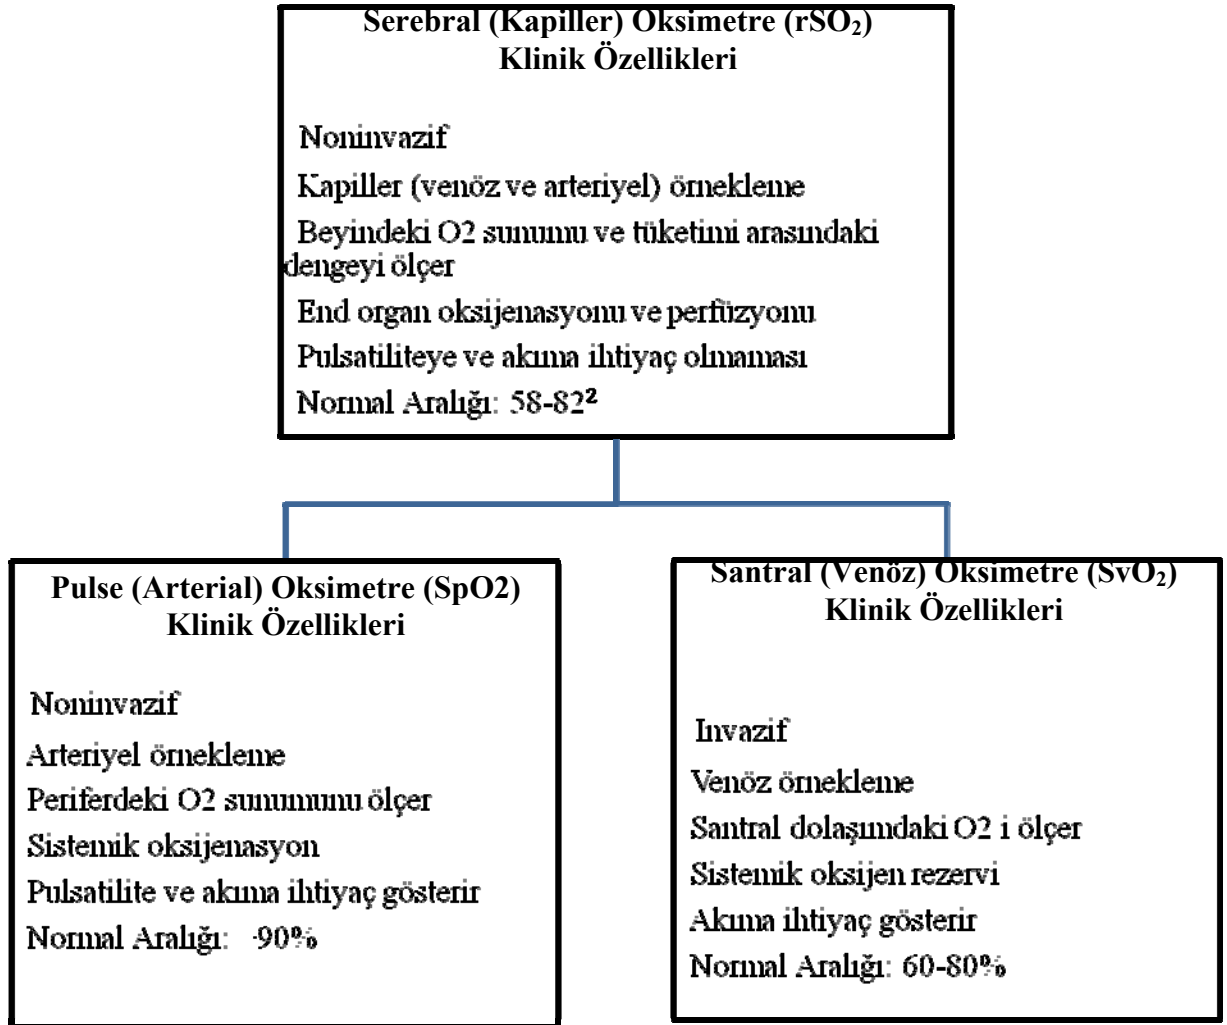 Serebral (Kapiller) Oksimetre (rSO₂)
Klinik Özellikleri
Noninvazif
Kapiller (venöz ve arteriyel) örnekleme
Beyindeki O2 sunumu ve tüketimi arasındaki
dengeyi ölçer
End organ oksijenasyonu ve perfüzyonu
Pulsatiliteye ve akıma ihtiyaç olmaması
Normal Aralığı: 58-82²
Pulse (Arterial) Oksimetre (SpO2)
Klinik Özellikleri
Noninvazif
Arteriyel örnekleme
Periferdeki O2 sunumunu ölçer
Sistemik oksijenasyon
Pulsatilite ve akıma ihtiyaç gösterir
Normal Aralığı: -90%
Santral (Venöz) Oksimetre (SvO₂)
Klinik Özellikleri
Invazif
Venöz örnekleme
Santral dolaşımdaki O2 i ölçer
Sistemik oksijen rezervi
Akıma ihtiyaç gösterir
Normal Aralığı: 60-80%